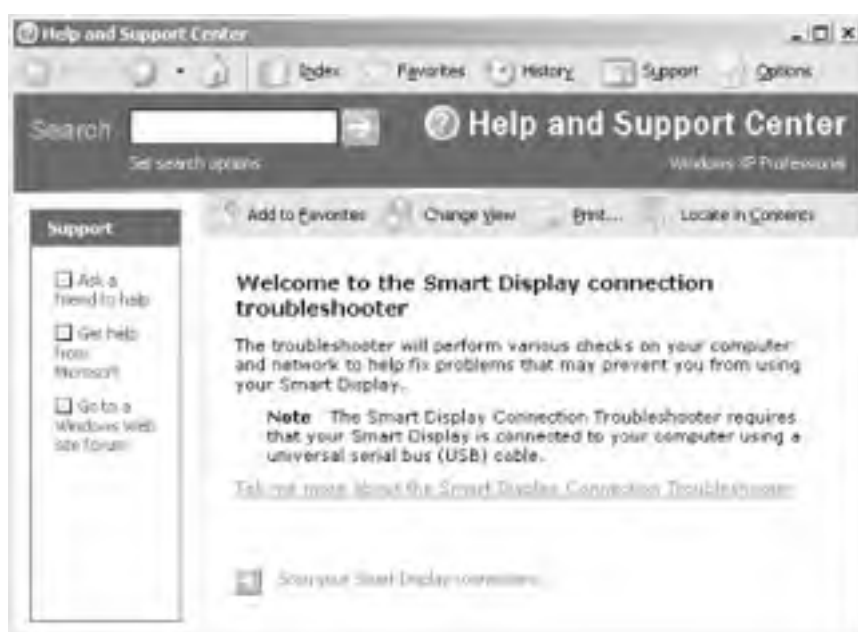 Help and Support Center
Index Favorites History Support Options
Search
Help and Support Center
Set search options
Windows XP Professional
Support
Add to Favorites Change View Print... Locate in Contents
Ask a
friend to help
Get help
from
Microsoft
Go to a
Windows Web
site forum
Welcome to the Smart Display connection
troubleshooter
The troubleshooter will perform various checks on your computer
and network to help fix problems that may prevent you from using
your Smart Display.
Note The Smart Display Connection Troubleshooter requires
that your Smart Display is connected to your computer using a
universal serial bus (USB) cable.
Tell me more about the Smart Display Connection Troubleshooter
Scan your Smart Display connections.